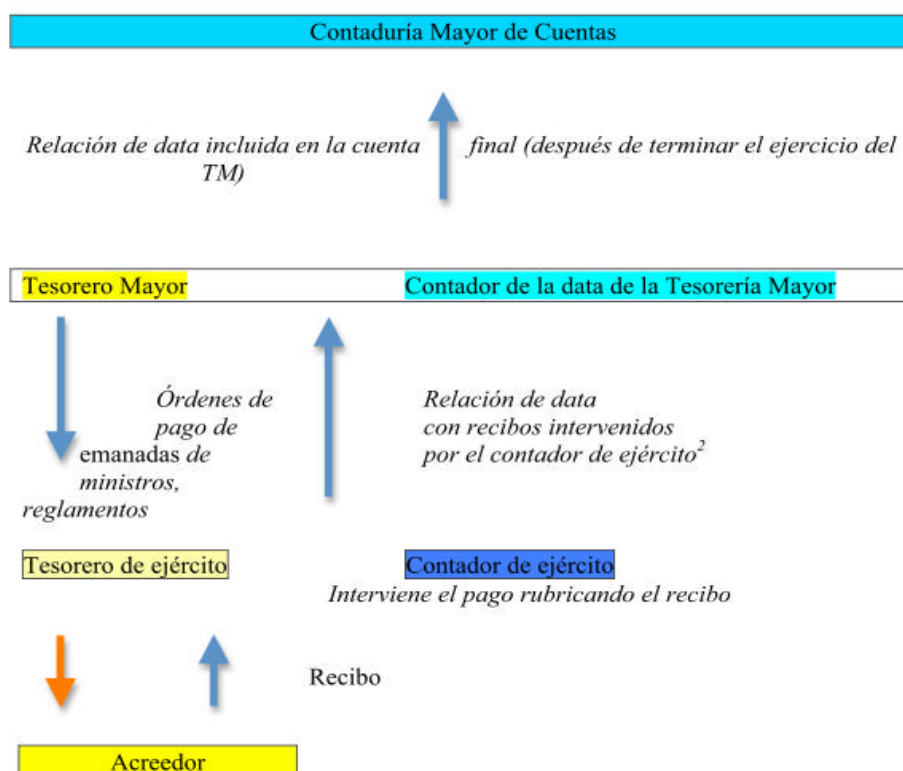 Contaduría Mayor de Cuentas
Relación de data incluida en la cuenta final (después de terminar el ejercicio del
TM)
Tesorero Mayor Contador de la data de la Tesorería Mayor
Órdenes de
pago de
emanadas de
ministros,
reglamentos
Relación de data
con recibos intervenidos
por el contador de ejército²
Tesorero de ejército Contador de ejército
Interviene el pago rubricando el recibo
Recibo
Acreedor